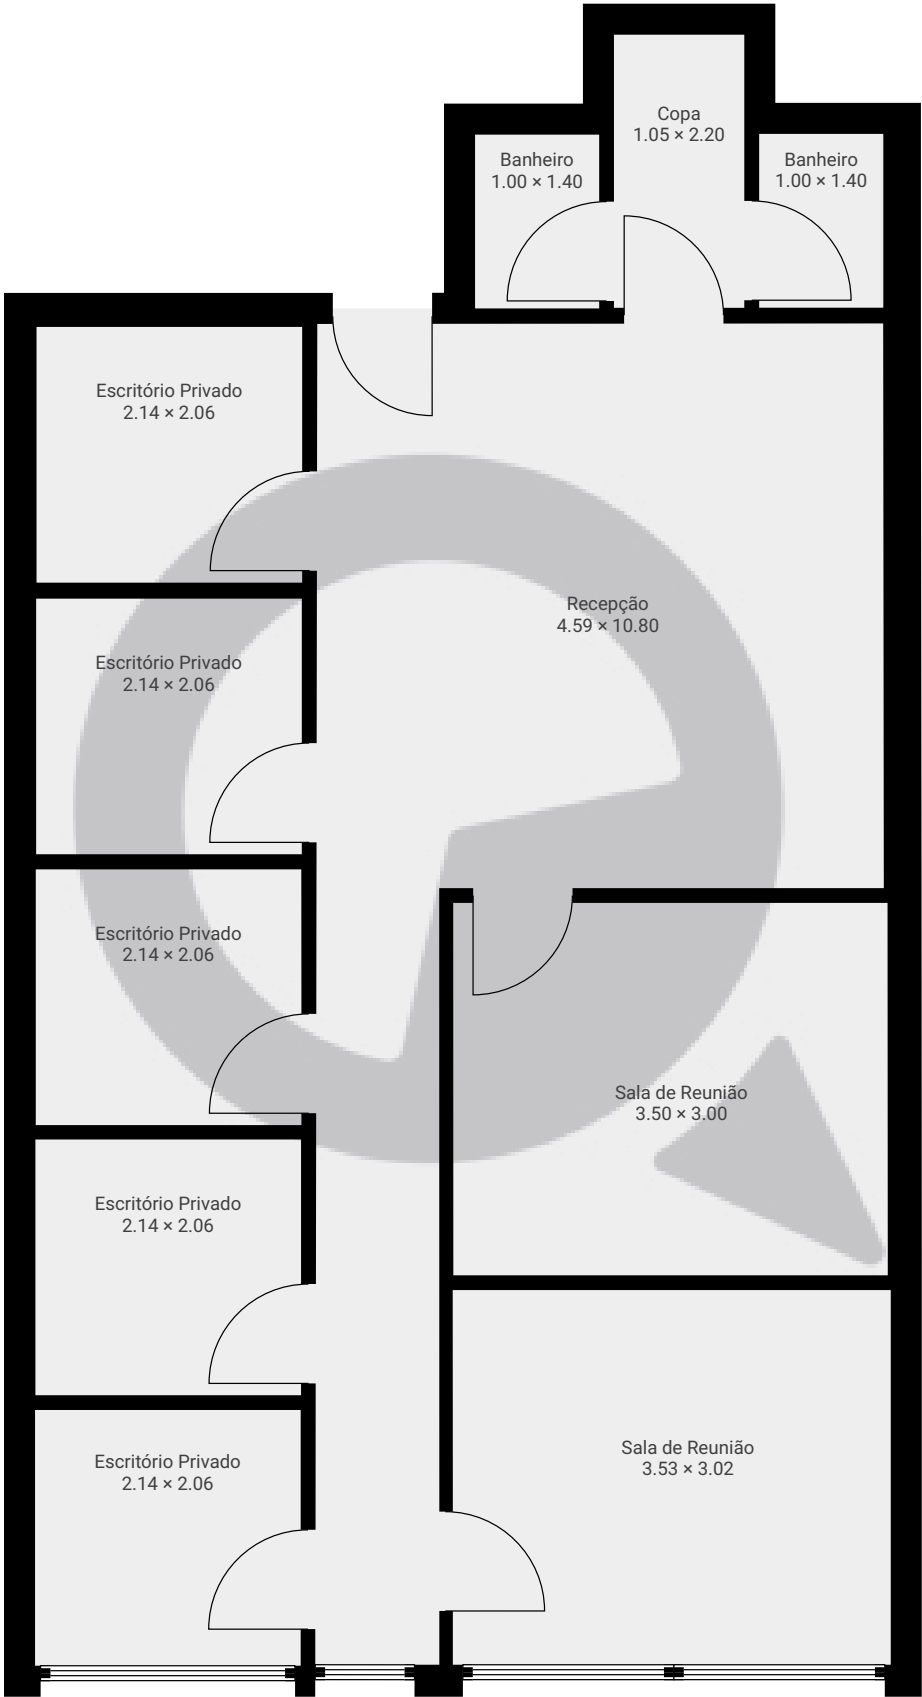 Copa
1.05 × 2.20
Banheiro
1.00 × 1.40
Banheiro
1.00 × 1.40
Escritório Privado
2.14 × 2.06
Recepção
4.59 × 10.80
Escritório Privado
2.14 × 2.06
Escritório Privado
2.14 × 2.06
Sala de Reunião
3.50 × 3.00
Escritório Privado
2.14 × 2.06
Sala de Reunião
3.53 × 3.02
Escritório Privado
2.14 × 2.06